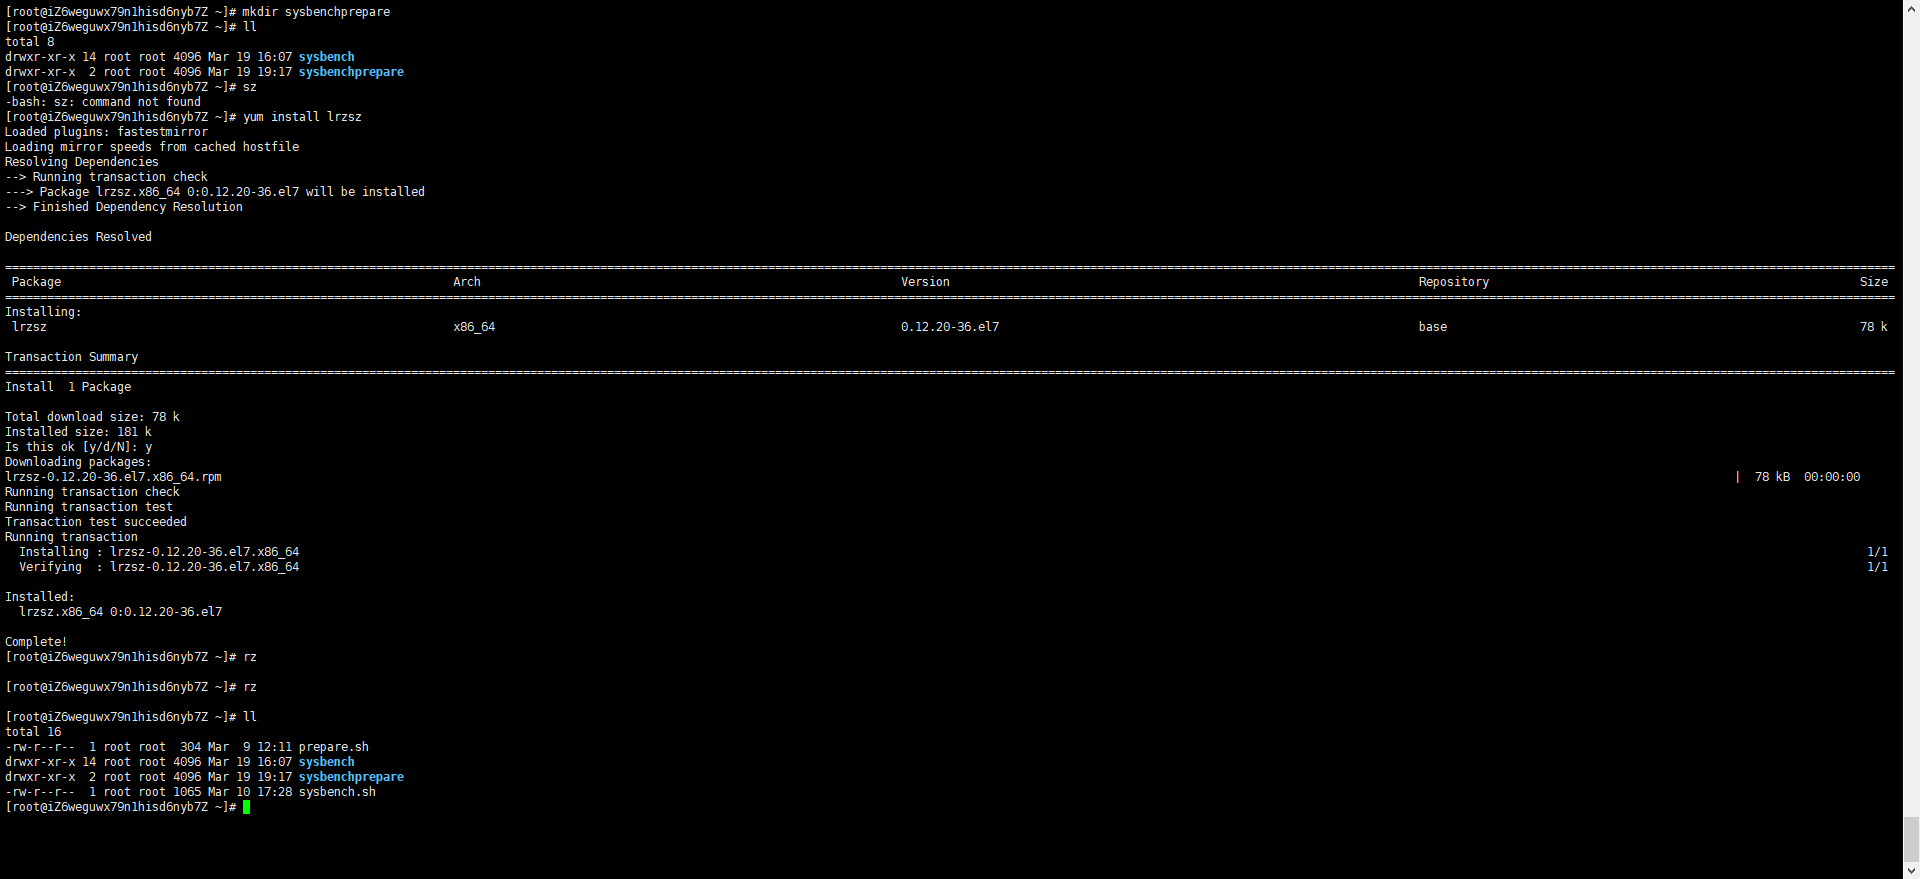 [root@iZ6weguwx79n1hisd6nyb7Z ~]# mkdir sysbenchprepare
[root@iZ6weguwx79n1hisd6nyb7Z ~]# ll
total 8
drwxr-xr-x 14 root root 4096 Mar 19 16:07 sysbench
drwxr-xr-x  2 root root 4096 Mar 19 19:17 sysbenchprepare
[root@iZ6weguwx79n1hisd6nyb7Z ~]# sz
-bash: sz: command not found
[root@iZ6weguwx79n1hisd6nyb7Z ~]# yum install lrzsz
Loaded plugins: fastestmirror
Loading mirror speeds from cached hostfile
Resolving Dependencies
--> Running transaction check
---> Package lrzsz.x86_64 0:0.12.20-36.el7 will be installed
--> Finished Dependency Resolution
Dependencies Resolved
Package Arch Version Repository Size
Installing:
lrzsz x86_64 0.12.20-36.el7 base 78 k
Transaction Summary
Install  1 Package
Total download size: 78 k
Installed size: 181 k
Is this ok [y/d/N]: y
Downloading packages:
lrzsz-0.12.20-36.el7.x86_64.rpm | 78 kB 00:00:00
Running transaction check
Running transaction test
Transaction test succeeded
Running transaction
Installing : lrzsz-0.12.20-36.el7.x86_64 1/1
Verifying  : lrzsz-0.12.20-36.el7.x86_64 1/1
Installed:
lrzsz.x86_64 0:0.12.20-36.el7
Complete!
[root@iZ6weguwx79n1hisd6nyb7Z ~]# rz
[root@iZ6weguwx79n1hisd6nyb7Z ~]# rz
[root@iZ6weguwx79n1hisd6nyb7Z ~]# ll
total 16
-rw-r--r--  1 root root  304 Mar  9 12:11 prepare.sh
drwxr-xr-x 14 root root 4096 Mar 19 16:07 sysbench
drwxr-xr-x  2 root root 4096 Mar 19 19:17 sysbenchprepare
-rw-r--r--  1 root root 1065 Mar 10 17:28 sysbench.sh
[root@iZ6weguwx79n1hisd6nyb7Z ~]#